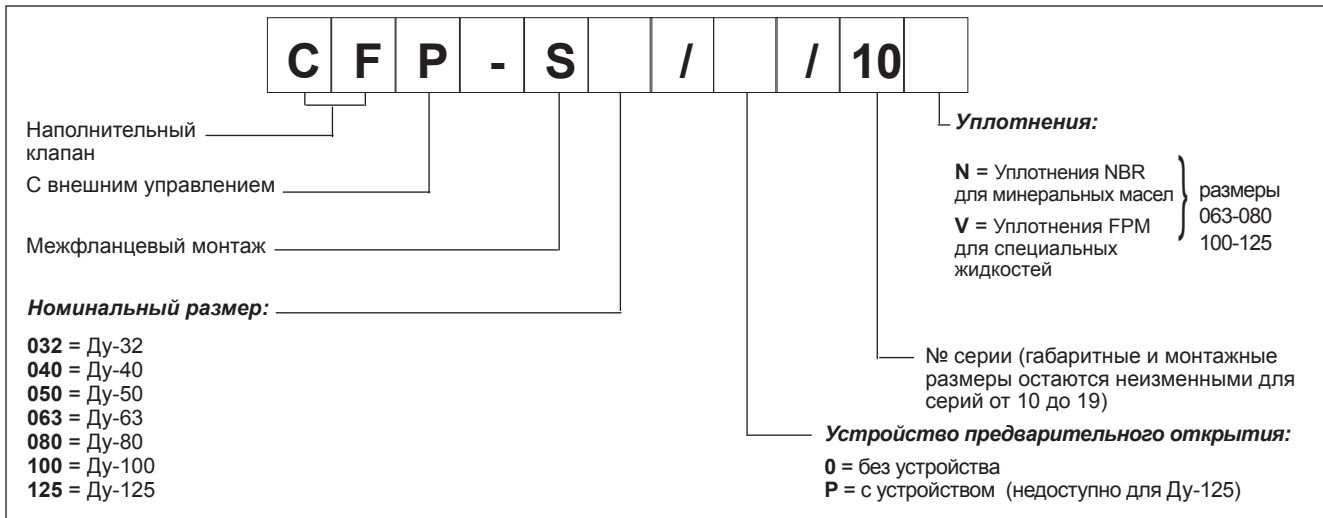 C F P - S / / 10
Наполнительный
клапан
С внешним управлением
Межфланцевый монтаж
Номинальный размер:
032 = Ду-32
040 = Ду-40
050 = Ду-50
063 = Ду-63
080 = Ду-80
100 = Ду-100
125 = Ду-125
Уплотнения:
N = Уплотнения NBR
для минеральных масел
V = Уплотнения FPM
для специальных
жидкостей
размеры
063-080
100-125
№ серии (габаритные и монтажные
размеры остаются неизменными для
серий от 10 до 19)
Устройство предварительного открытия:
0 = без устройства
P = с устройством (недоступно для Ду-125)